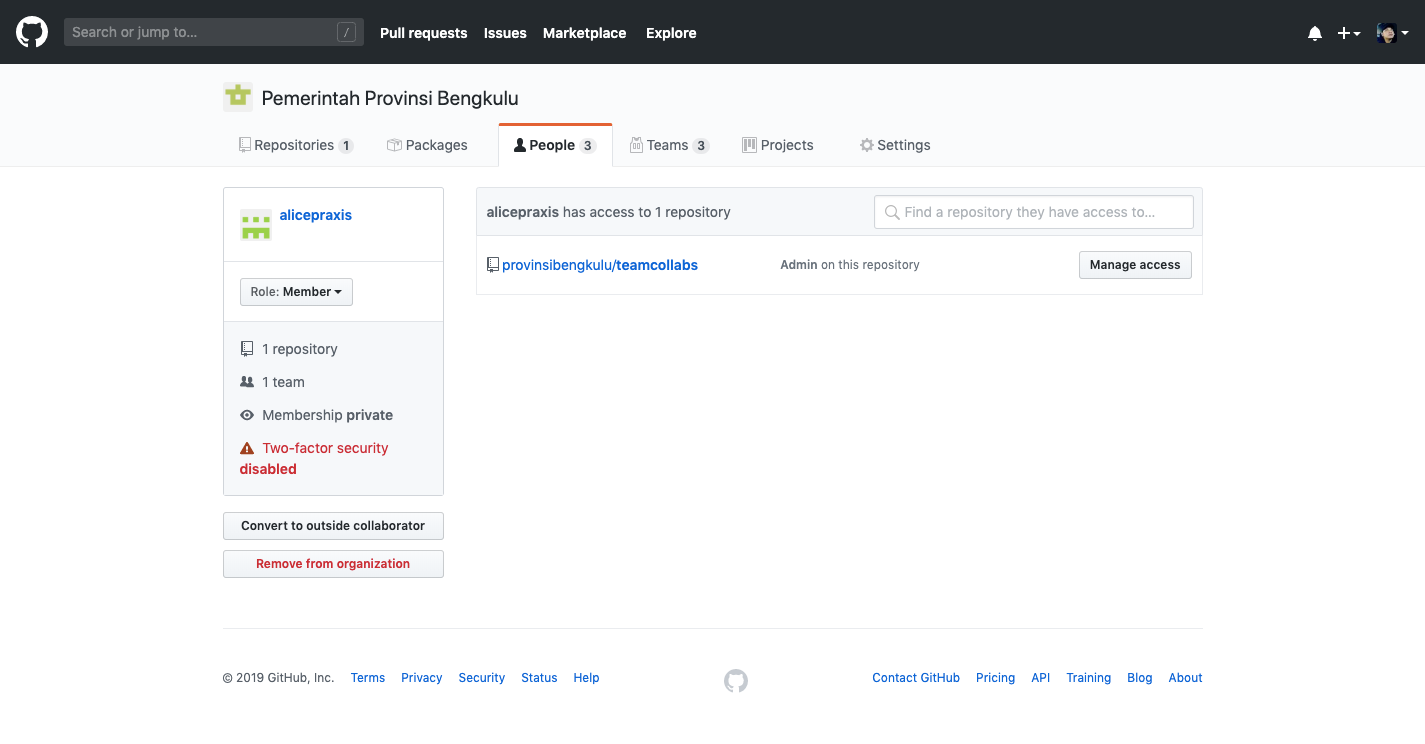 Search or jump to... /
Pull requests Issues Marketplace Explore
Pemerintah Provinsi Bengkulu
Repositories 1 Packages People 3 Teams 3 Projects Settings
alicepraxis
Role: Member
1 repository
1 team
Membership private
Two-factor security
disabled
Convert to outside collaborator
Remove from organization
alicepraxis has access to 1 repository
Find a repository they have access to...
provinsibengkulu/teamcollabs Admin on this repository Manage access
© 2019 GitHub, Inc. Terms Privacy Security Status Help
Contact GitHub Pricing API Training Blog About